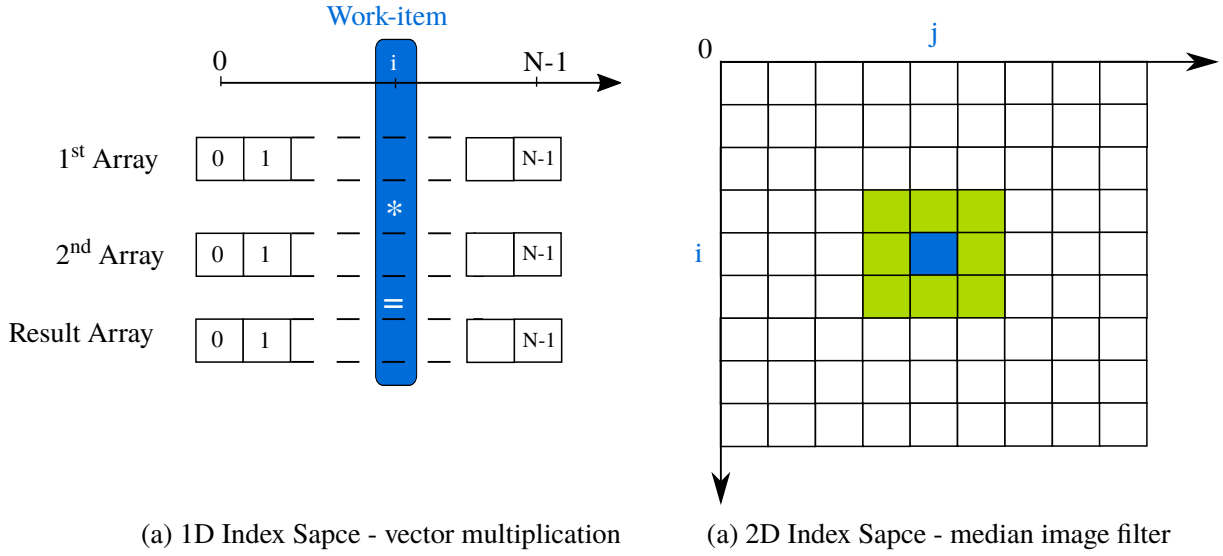 Work-item
0 i N-1
1st Array 0 1 N-1
*
2nd Array 0 1 N-1
=
Result Array 0 1 N-1
(a) 1D Index Sapce - vector multiplication
j
0
i
(a) 2D Index Sapce - median image filter